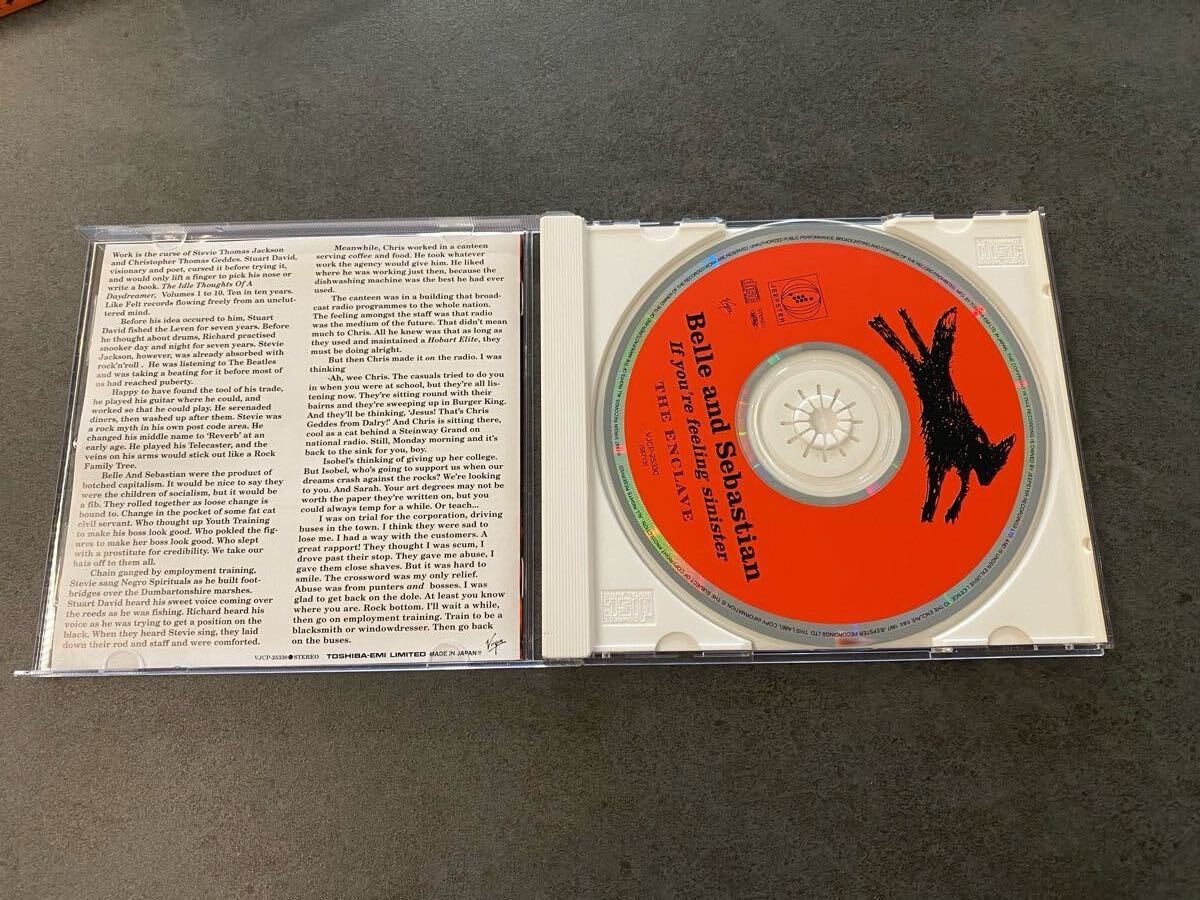 Work is the curse of Stevie Thomas Jackson
and Christopher Thomas Geddes. Stuart David,
visionary and poet, cursed it before trying it,
and would only lift a finger to pick his nose or
write a book. The Idle Thoughts Of A
Daydreamer, Volumes 1 to 10. Ten in ten years.
Like Felt records flowing freely from an unclut-
tered mind.
Before his idea occured to him, Stuart
David fished the Leven for seven years. Before
he thought about drums, Richard practised
snooker day and night for seven years. Stevie
Jackson, however, was already absorbed with
rock'n'roll . He was listening to The Beatles
and was taking a beating for it before most of
us had reached puberty.
Happy to have found the tool of his trade,
he played his guitar where he could, and
worked so that he could play. He serenaded
diners, then washed up after them. Stevie was
a rock myth in his own post code area. He
changed his middle name to 'Reverb' at an
early age. He played his Telecaster, and the
veins on his arms would stick out like a Rock
Family Tree.
Belle And Sebastian were the product of
botched capitalism. It would be nice to say they
were the children of socialism, but it would be
a fib. They rolled together as loose change is
bound to. Change in the pocket of some fat cat
civil servant. Who thought up Youth Training
to make his boss look good. Who pokled the fig-
ures to make her boss look good. Who slept
with a prostitute for credibility. We take our
hats off to them all.
Chain ganged by employment training,
Stevie sang Negro Spirituals as he built foot-
bridges over the Dumbartonshire marshes.
Stuart David heard his sweet voice coming over
the reeds as he was fishing. Richard heard his
voice as he was trying to get a position on the
black. When they heard Stevie sing, they laid
down their rod and staff and were comforted.
Meanwhile, Chris worked in a canteen
serving coffee and food. He took whatever
work the agency would give him. He liked
where he was working just then, because the
dishwashing machine was the best he had ever
used.
The canteen was in a building that broad-
cast radio programmes to the whole nation.
The feeling amongst the staff was that radio
was the medium of the future. That didn't mean
much to Chris. All he knew was that as long as
they used and maintained a Hobart Elite, they
must be doing alright.
But then Chris made it on the radio. I was
thinking
-Ah, wee Chris. The casuals tried to do you
in when you were at school, but they're all lis-
tening now. They're sitting round with their
bairns and they're sweeping up in Burger King.
And they'll be thinking, 'Jesus! That's Chris
Geddes from Dalry!' And Chris is sitting there,
cool as a cat behind a Steinway Grand on
national radio. Still, Monday morning and it's
back to the sink for you, boy.
Isobel's thinking of giving up her college.
But Isobel, who's going to support us when our
dreams crash against the rocks? We're looking
to you. And Sarah. Your art degrees may not be
worth the paper they're written on, but you
could always temp for a while. Or teach...
I was on trial for the corporation, driving
buses in the town. I think they were sad to
lose me. I had a way with the customers. A
great rapport! They thought I was scum, I
drove past their stop. They gave me abuse, I
gave them close shaves. But it was hard to
smile. The crossword was my only relief.
Abuse was from punters and bosses. I was
glad to get back on the dole. At least you know
where you are. Rock bottom. I'll wait a while,
then go on employment training. Train to be a
blacksmith or windowdresser. Then go back
on the buses.
VJCP-25330●STEREO TOSHIBA-EMI LIMITED MADE IN JAPAN
Virgin
JEEPSTER
STEREO
Virgin
Belle and Sebastian
If you're feeling sinister
THE ENCLAVE
VJCP-25330